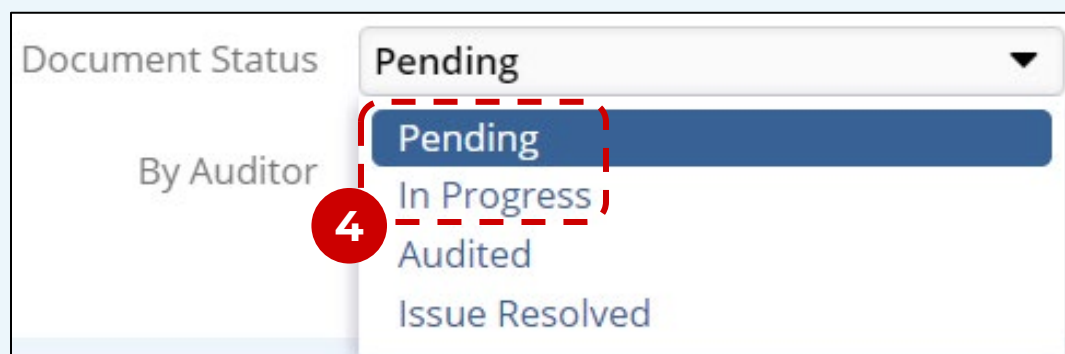 Document Status
Pending
Pending
By Auditor
In Progress
4
Audited
Issue Resolved